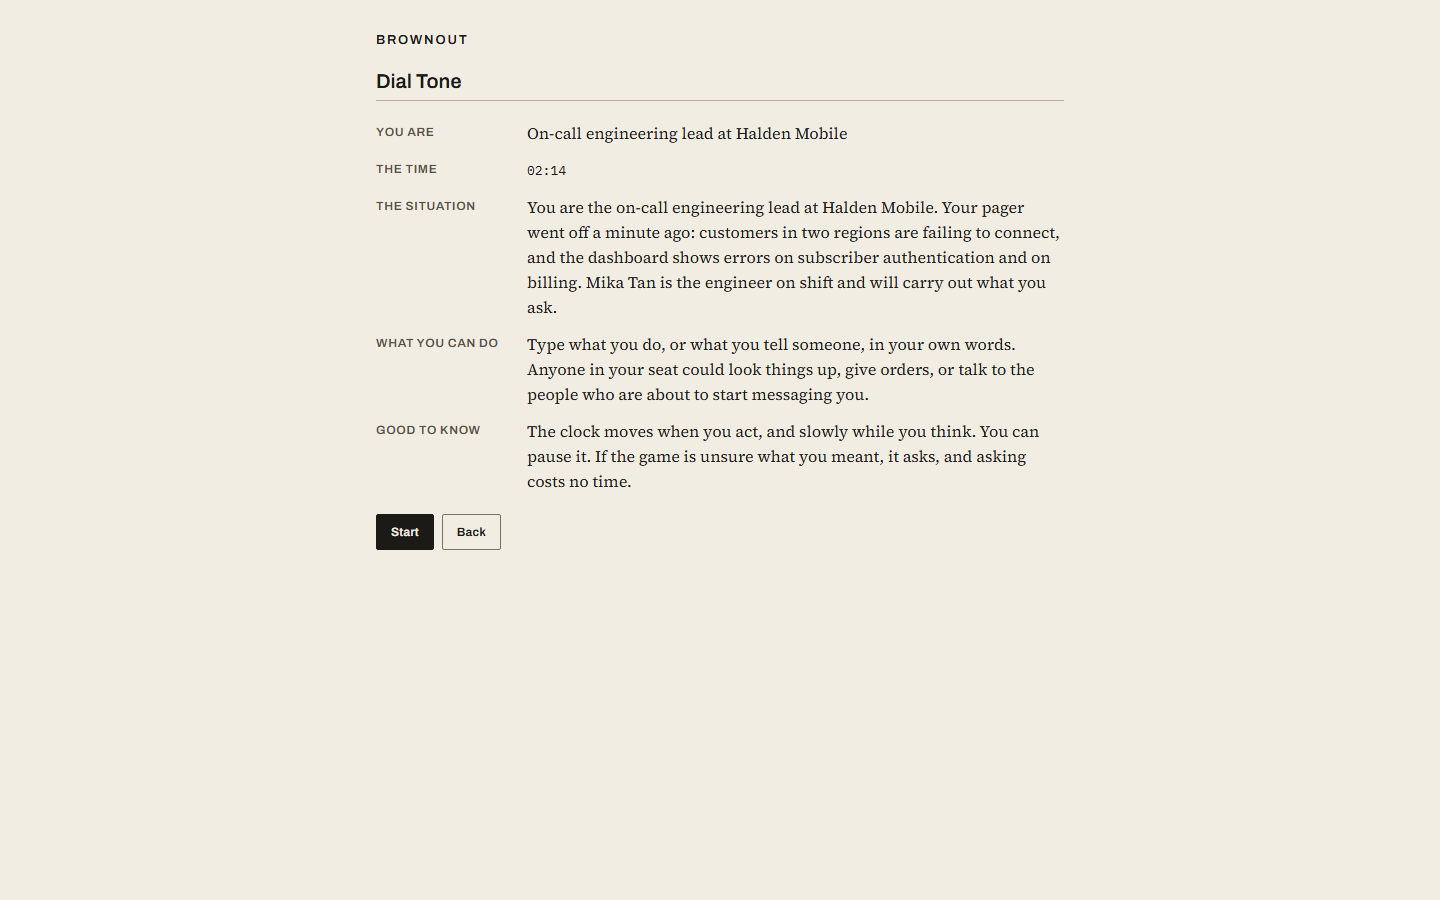 BROWNOUT
Dial Tone
YOU ARE
On-call engineering lead at Halden Mobile
THE TIME
02:14
THE SITUATION
You are the on-call engineering lead at Halden Mobile. Your pager
went off a minute ago: customers in two regions are failing to connect,
and the dashboard shows errors on subscriber authentication and on
billing. Mika Tan is the engineer on shift and will carry out what you
ask.
WHAT YOU CAN DO
Type what you do, or what you tell someone, in your own words.
Anyone in your seat could look things up, give orders, or talk to the
people who are about to start messaging you.
GOOD TO KNOW
The clock moves when you act, and slowly while you think. You can
pause it. If the game is unsure what you meant, it asks, and asking
costs no time.
Start
Back